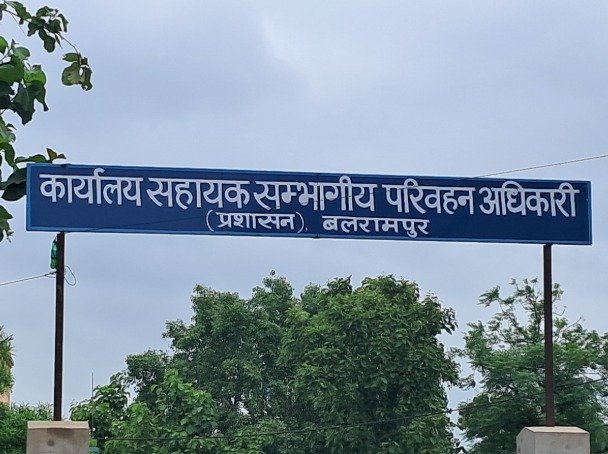 कार्यालय सहायक सम्भागीय परिवहन अधिकारी
(प्रशासन), बलरामपुर